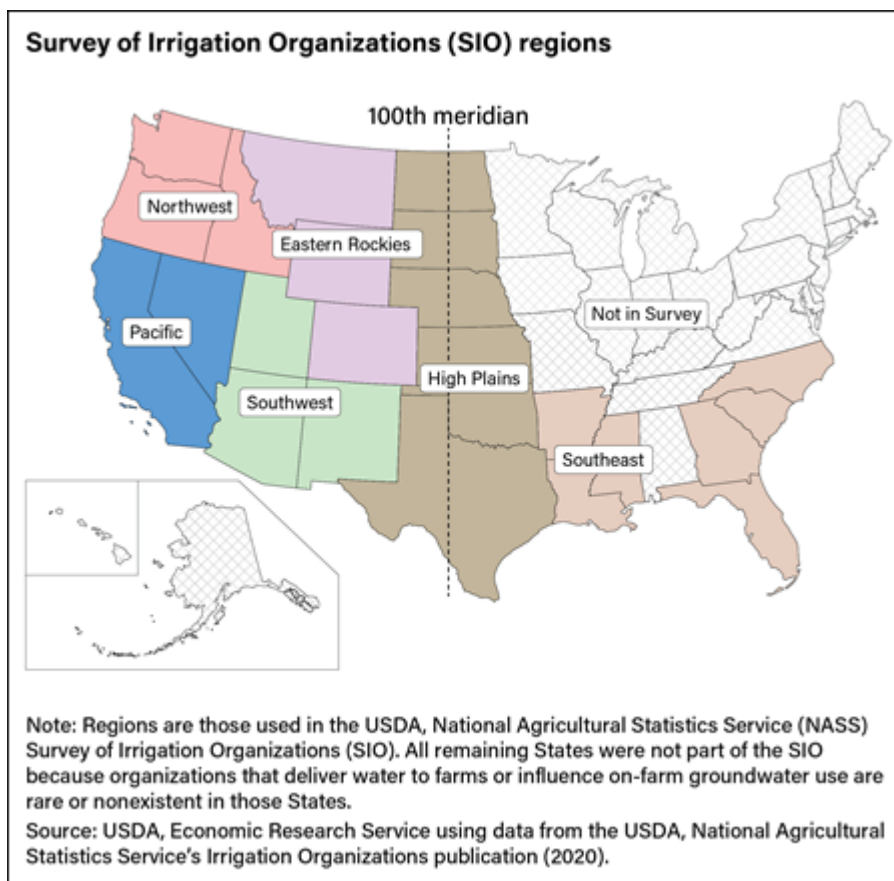 Survey of Irrigation Organizations (SIO) regions
100th meridian
Northwest
Eastern Rockies
Pacific
Not in Survey
High Plains
Southwest
Southeast
Note: Regions are those used in the USDA, National Agricultural Statistics Service (NASS)
Survey of Irrigation Organizations (SIO). All remaining States were not part of the SIO
because organizations that deliver water to farms or influence on-farm groundwater use are
rare or nonexistent in those States.
Source: USDA, Economic Research Service using data from the USDA, National Agricultural
Statistics Service's Irrigation Organizations publication (2020).